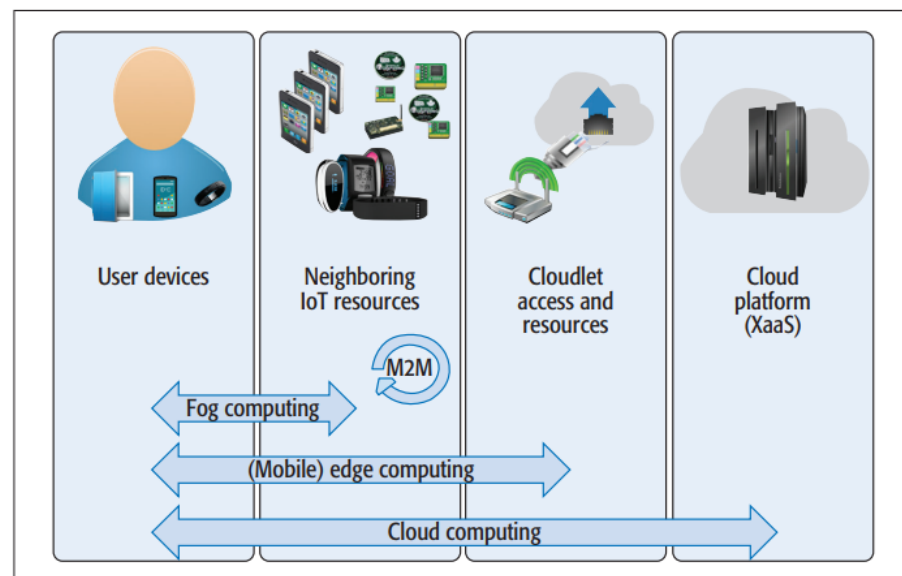 User devices
Neighboring
IoT resources
Cloudlet
access and
resources
Cloud
platform
(XaaS)
M2M
Fog computing
(Mobile) edge computing
Cloud computing